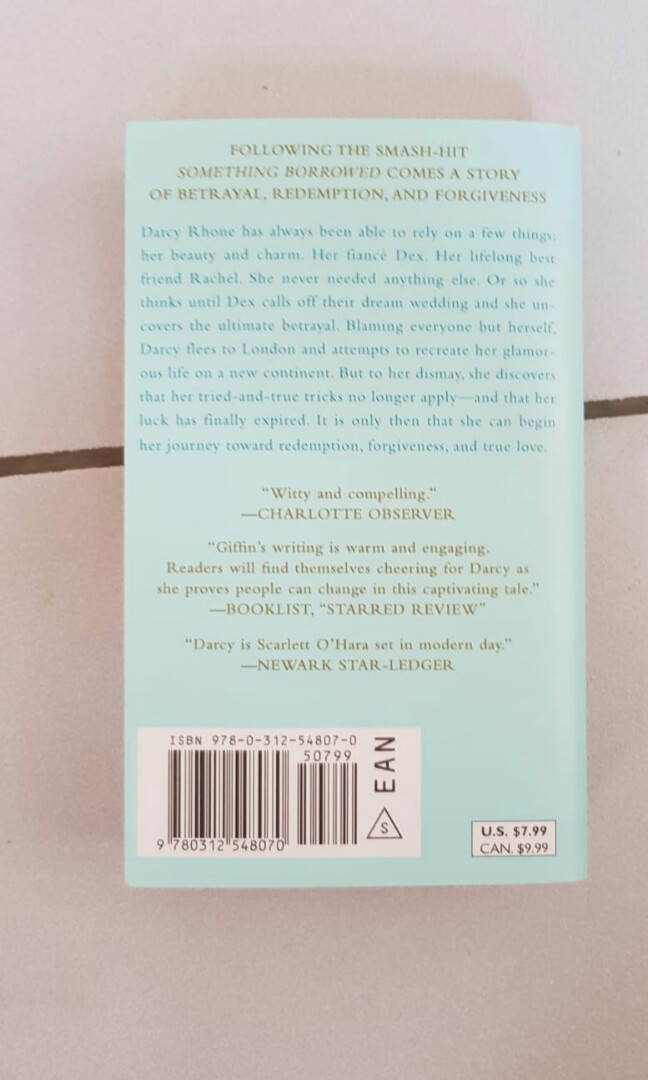 FOLLOWING THE SMASH-HIT
SOMETHING BORROWED COMES A STORY
OF BETRAYAL, REDEMPTION, AND FORGIVENESS
Darcy Rhone has always been able to rely on a few things:
her beauty and charm. Her fiancé Dex. Her lifelong best
friend Rachel. She never needed anything else. Or so she
thinks until Dex calls off their dream wedding and she un-
covers the ultimate betrayal. Blaming everyone but herself,
Darcy flees to London and attempts to recreate her glamor-
ous life on a new continent. But to her dismay, she discovers
that her tried-and-true tricks no longer apply—and that her
luck has finally expired. It is only then that she can begin
her journey toward redemption, forgiveness, and true love.
"Witty and compelling."
—CHARLOTTE OBSERVER
"Giffin's writing is warm and engaging.
Readers will find themselves cheering for Darcy as
she proves people can change in this captivating tale."
—BOOKLIST, "STARRED REVIEW"
"Darcy is Scarlett O'Hara set in modern day."
—NEWARK STAR-LEDGER
ISBN 978-0-312-54807-0
50799
9 780312 548070
EAN
S
U.S. $7.99
CAN. $9.99